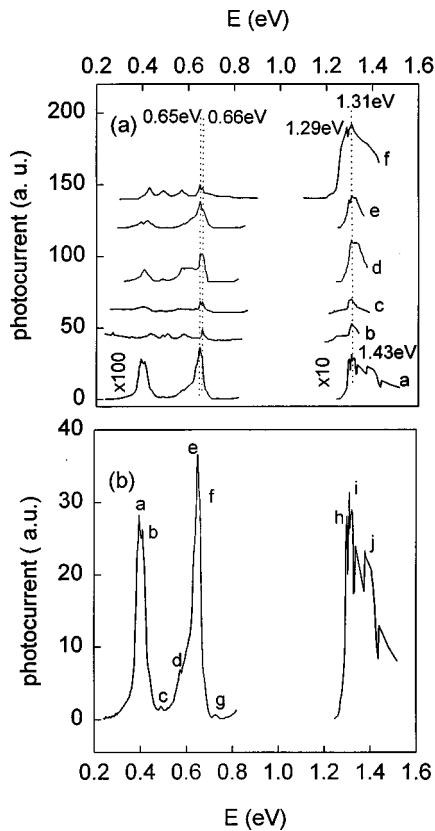 E (eV)
0.2 0.4 0.6 0.8 1.0 1.2 1.4 1.6
200
150
100
50
0
photocurrent (a. u.)
(a)
0.65eV
0.66eV
1.31eV
1.29eV
f
e
d
c
b
x100
x10
1.43eV
a
40
30
20
10
0
photocurrent ( a.u.)
(b)
a
b
c
d
e
f
g
h
i
j
0.2 0.4 0.6 0.8 1.0 1.2 1.4 1.6
E (eV)